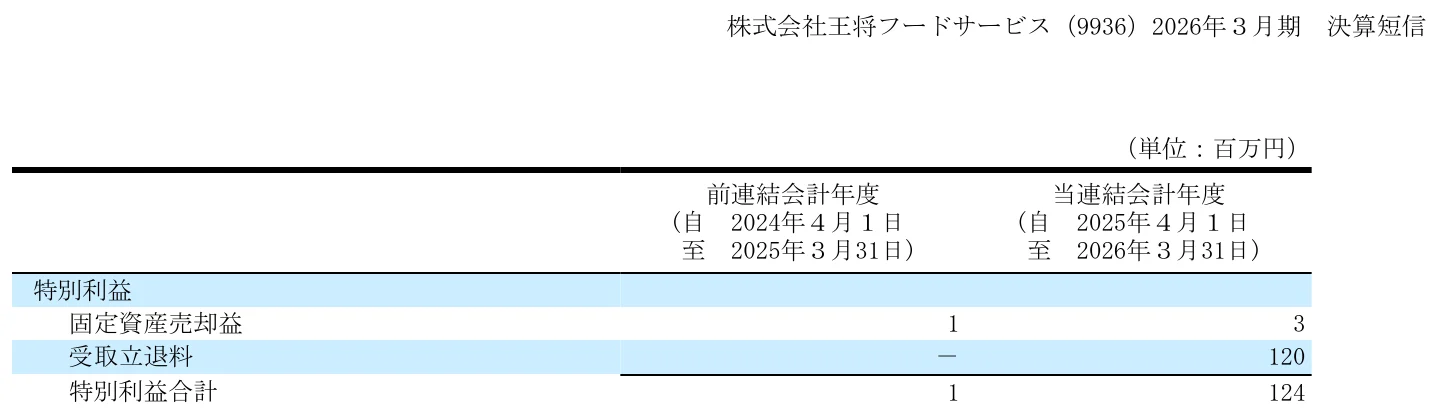 株式会社王将フードサービス（9936）2026年３月期　決算短信
（単位：百万円）
前連結会計年度　当連結会計年度
（自　2024年４月１日　（自　2025年４月１日
至　2025年３月31日）　至　2026年３月31日）
特別利益
固定資産売却益　1　3
受取立退料　－　120
特別利益合計　1　124